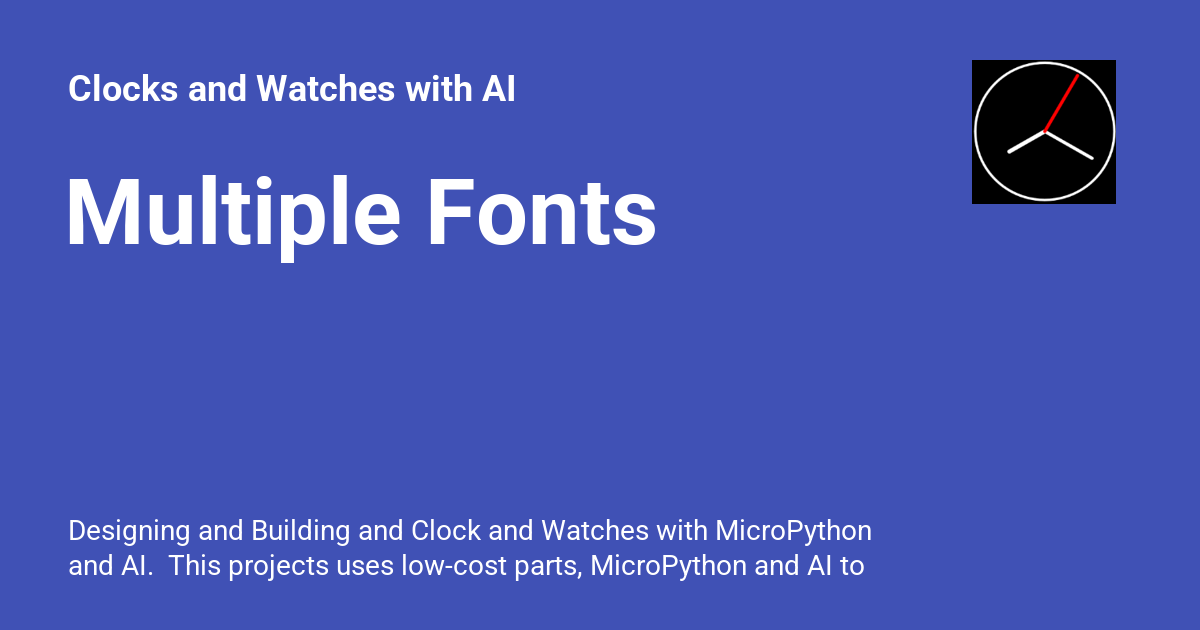 Clocks and Watches with AI
Multiple Fonts
Designing and Building and Clock and Watches with MicroPython
and AI.  This projects uses low-cost parts, MicroPython and AI to